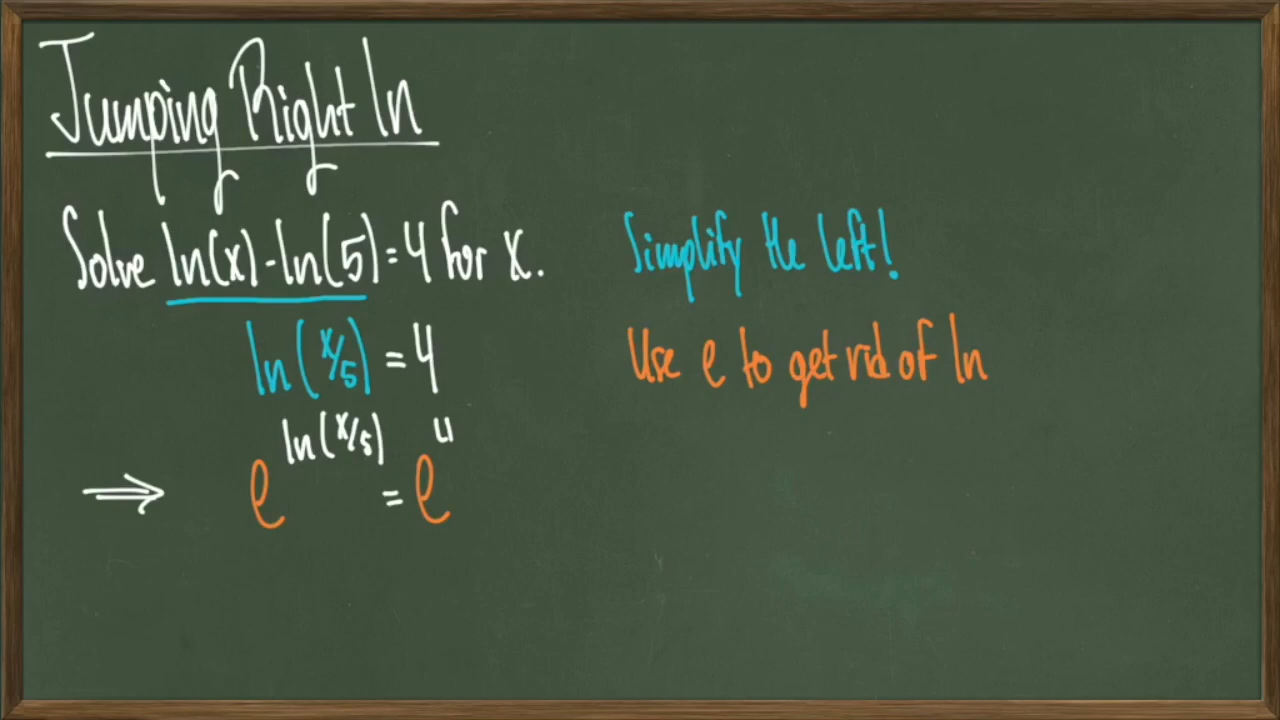 Jumping Right In
Solve ln(x)-ln(5)=4 for x.
Simplify the left!
ln(x/5)=4
Use e to get rid of ln
⇒ e^ln(x/5) = e^4